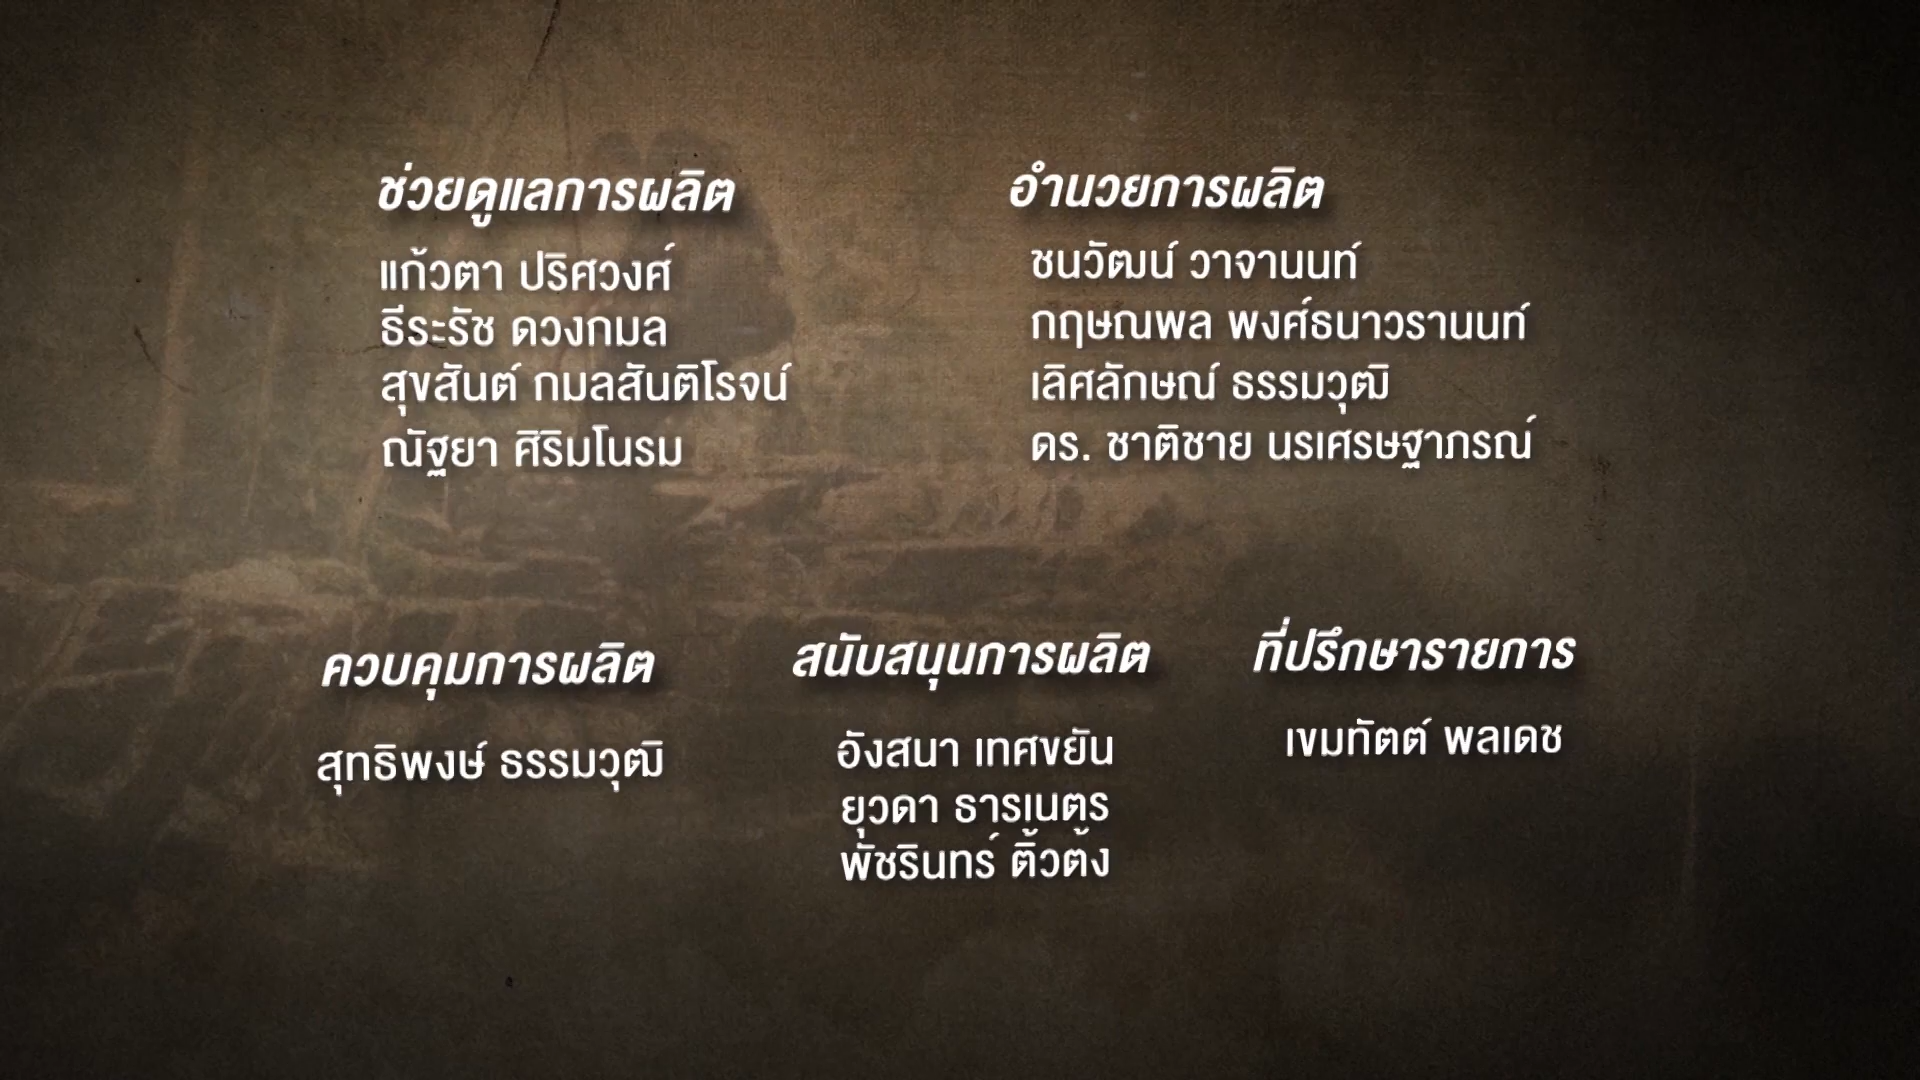 ช่วยดูแลการผลิต
แก้วตา ปริศวงศ์
ธีระรัช ดวงกมล
สุขสันต์ กมลสันติโรจน์
ณัฐยา ศิริมโนรม
อำนวยการผลิต
ชนวัฒน์ วาจานนท์
กฤษณพล พงศ์ธนาวรานนท์
เลิศลักษณ์ ธรรมวุฒิ
ดร. ชาติชาย นรเศรษฐาภรณ์
ควบคุมการผลิต
สุทธิพงษ์ ธรรมวุฒิ
สนับสนุนการผลิต
อังสนา เทศขยัน
ยุวดา ธารเนตร
พัชรินทร์ ติ้วต้ง
ที่ปรึกษารายการ
เขมทัตต์ พลเดช